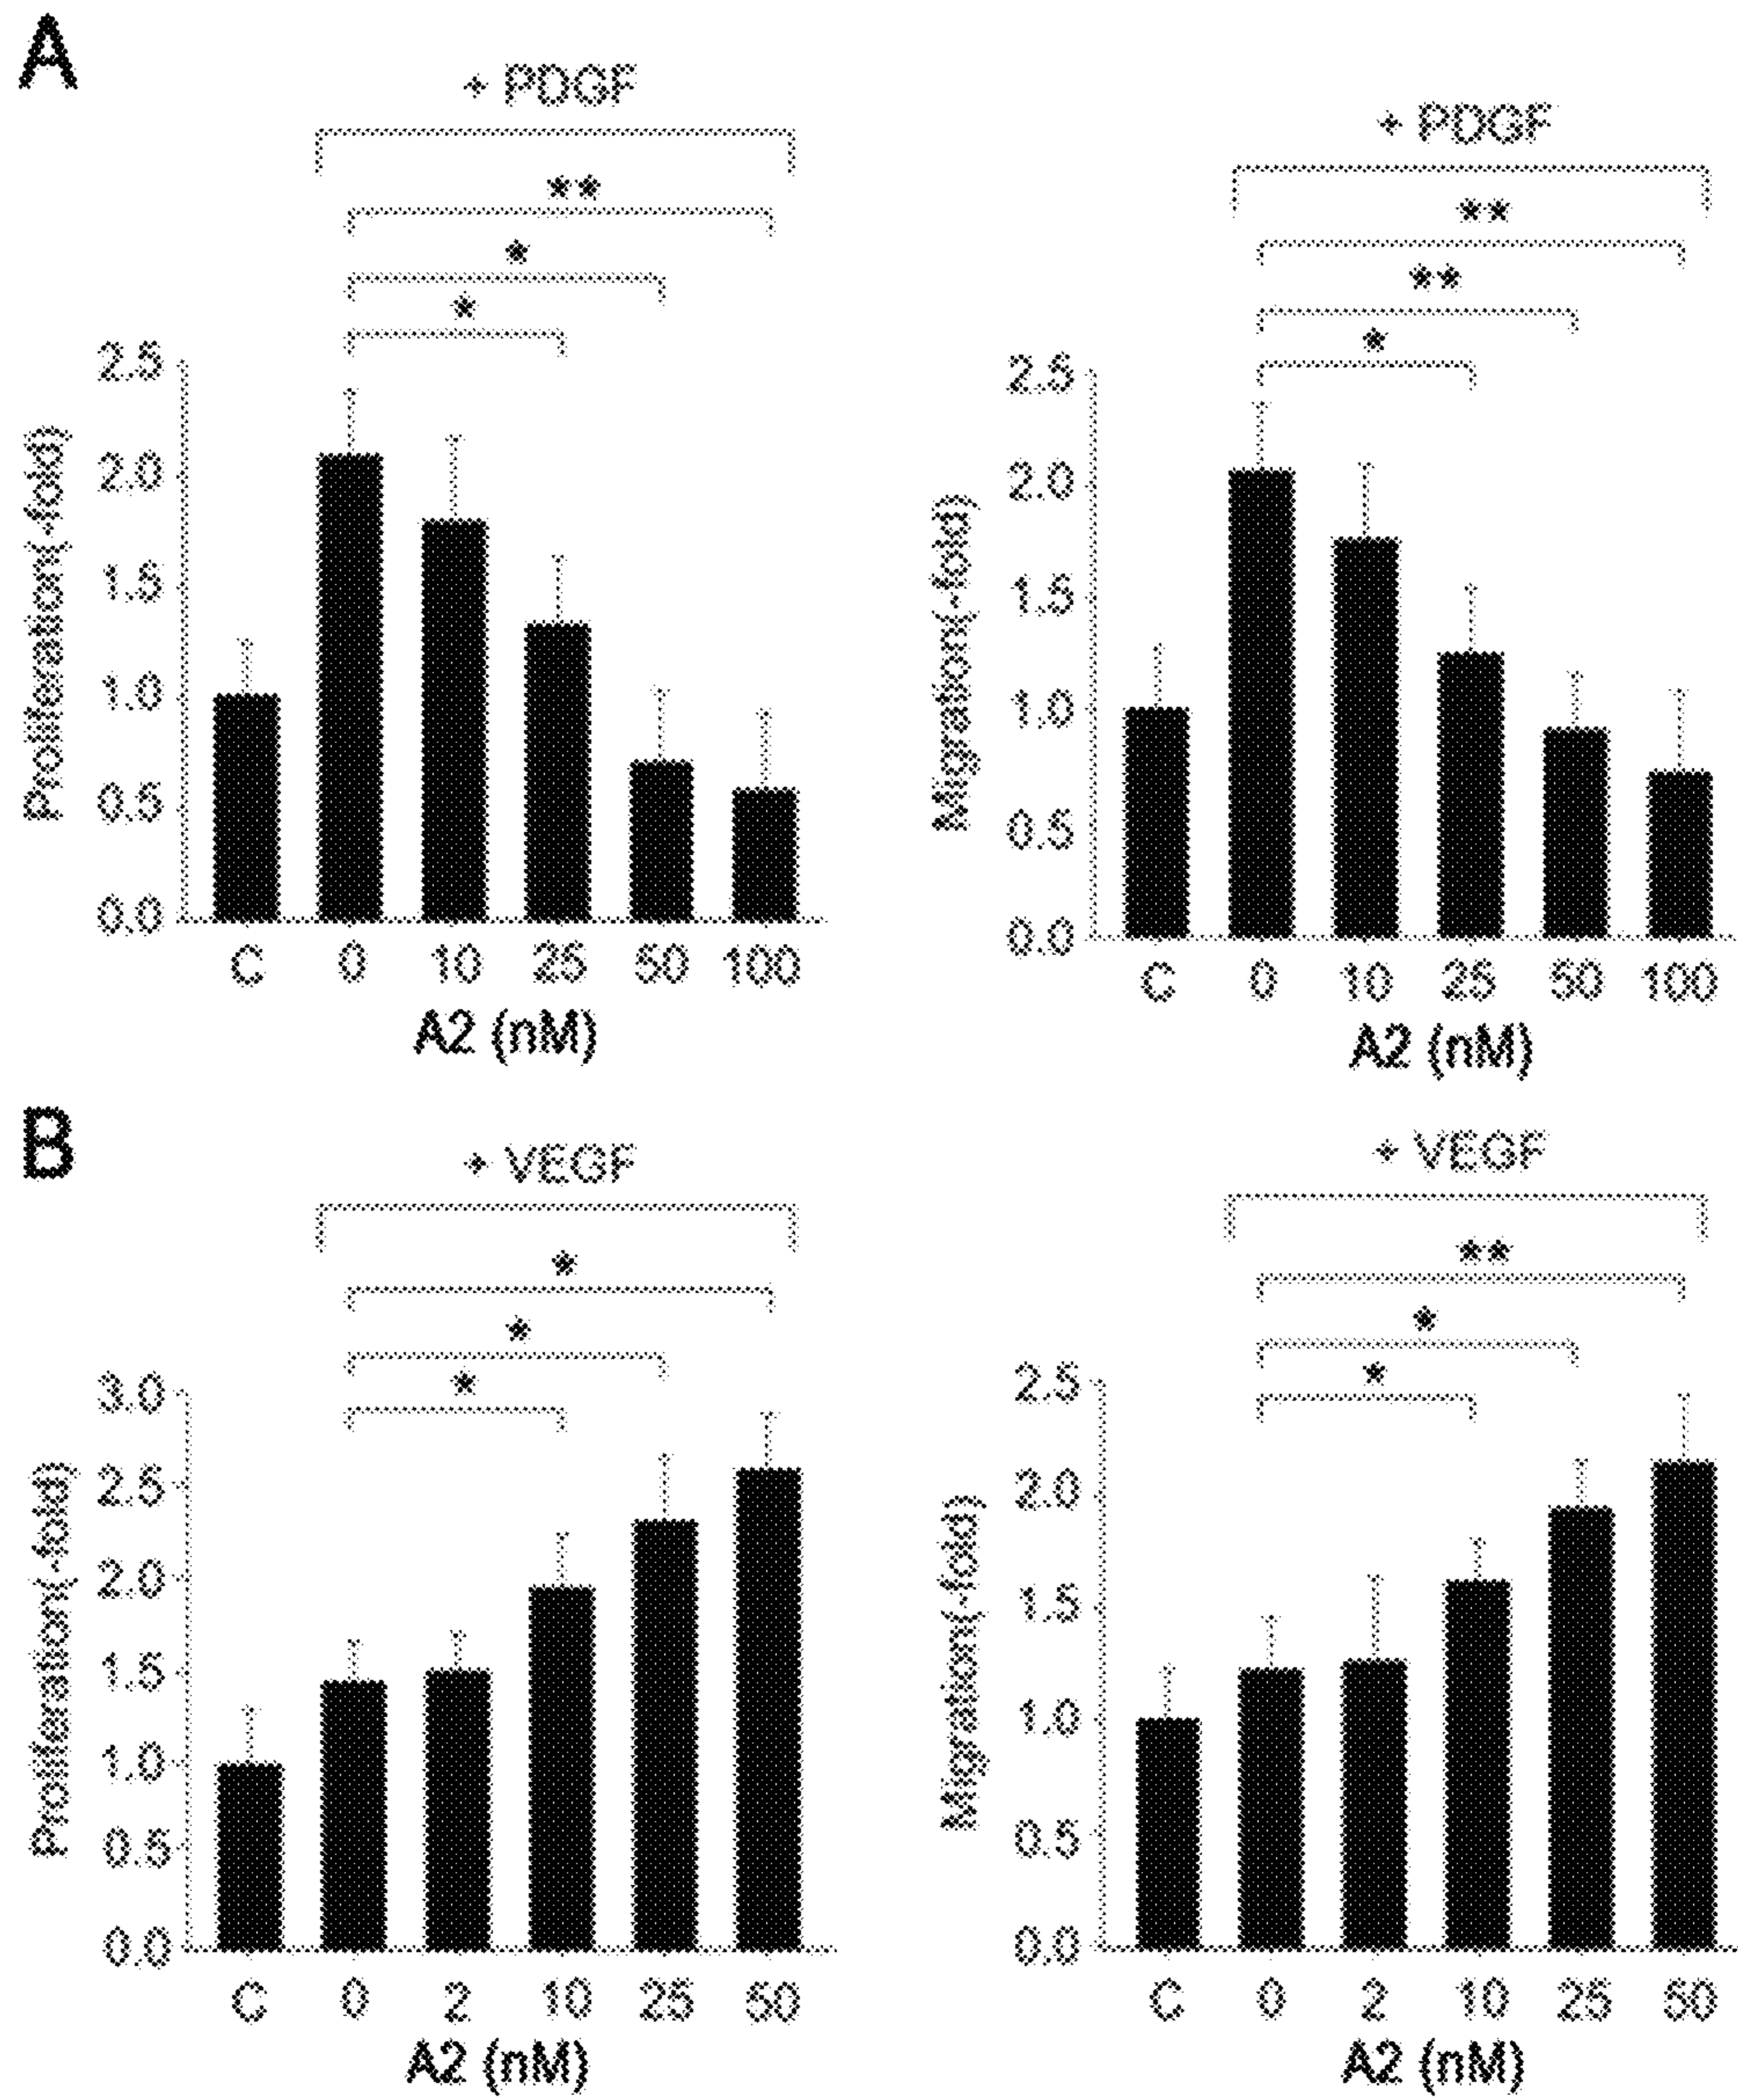 A
+ PDGF
**
*
*
2.5
2.0
1.5
1.0
0.5
0.0
Proliferation(-fold)
C 0 10 25 50 100
A2 (nM)
+ PDGF
**
**
*
2.5
2.0
1.5
1.0
0.5
0.0
Migration(-fold)
C 0 10 25 50 100
A2 (nM)
B
+ VEGF
*
*
*
3.0
2.5
2.0
1.5
1.0
0.5
0.0
Proliferation(-fold)
C 0 2 10 25 50
A2 (nM)
+ VEGF
**
*
*
2.5
2.0
1.5
1.0
0.5
0.0
Migration(-fold)
C 0 2 10 25 50
A2 (nM)